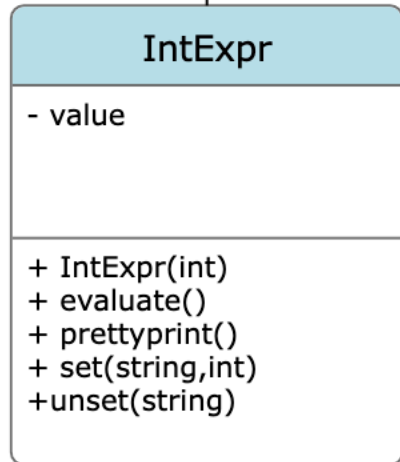 IntExpr
- value
+ IntExpr(int)
+ evaluate()
+ prettyprint()
+ set(string,int)
+unset(string)